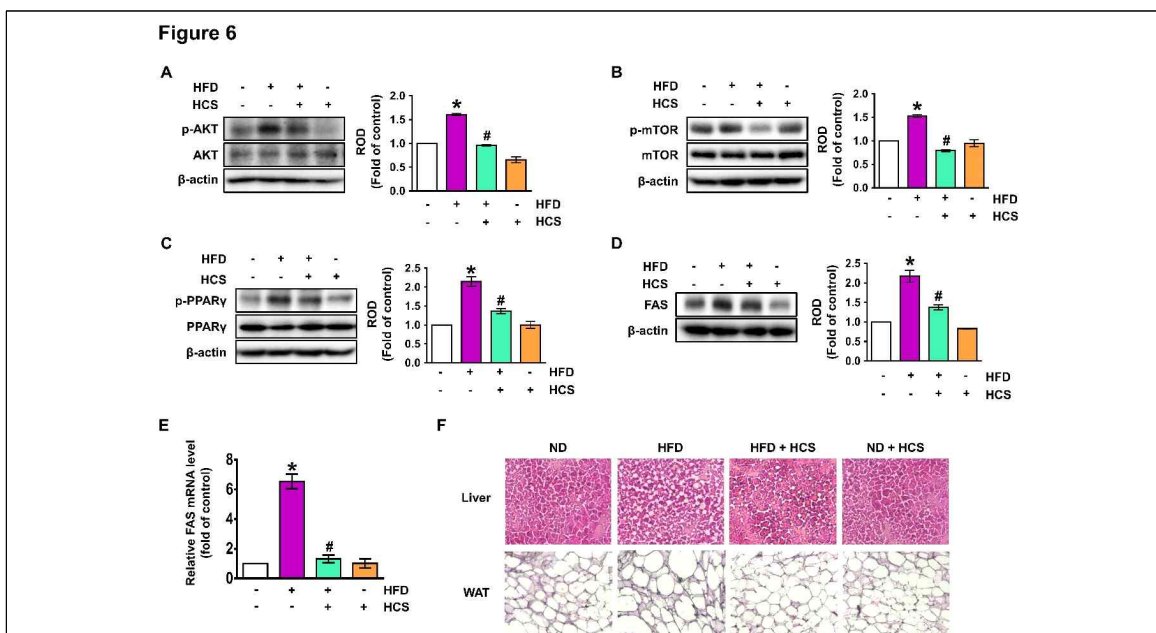 Figure 6
A
HFD - + + -
HCS - - + +
p-AKT
AKT
β-actin
ROD
(Fold of control)
2.0
1.5
1.0
0.5
0.0
*
#
- + + - HFD
- - + + HCS
B
HFD - + + -
HCS - - + +
p-mTOR
mTOR
β-actin
ROD
(Fold of control)
2.0
1.5
1.0
0.5
0.0
*
#
- + + - HFD
- - + + HCS
C
HFD - + + -
HCS - - + +
p-PPARγ
PPARγ
β-actin
ROD
(Fold of control)
2.5
2.0
1.5
1.0
0.5
0.0
*
#
- + + - HFD
- - + + HCS
D
HFD - + + -
HCS - - + +
FAS
β-actin
ROD
(Fold of control)
2.5
2.0
1.5
1.0
0.5
0.0
*
#
- + + - HFD
- - + + HCS
E
Relative FAS mRNA level
(fold of control)
8
6
4
2
0
*
#
- + + - HFD
- - + + HCS
F
ND HFD HFD + HCS ND + HCS
Liver
WAT